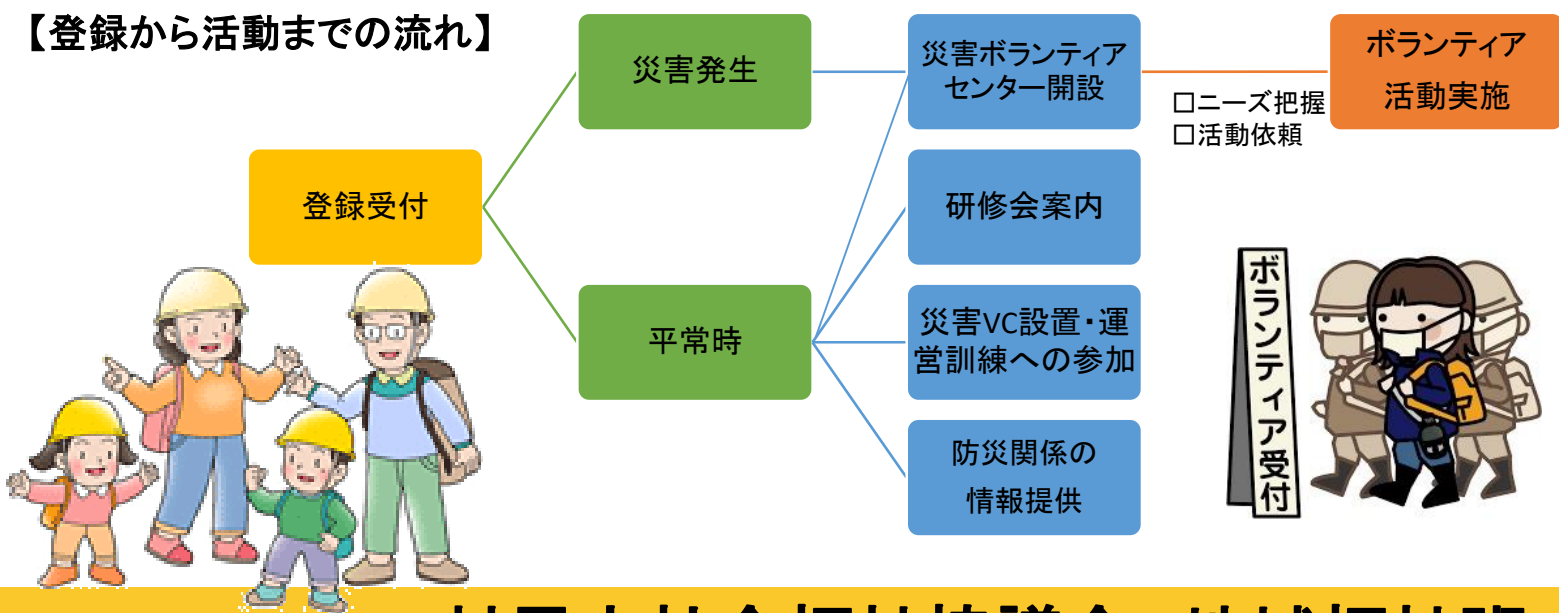 【登録から活動までの流れ】
登録受付
災害発生
平常時
災害ボランティア
センター開設
研修会案内
災害VC設置・運
営訓練への参加
防災関係の
情報提供
□ニーズ把握
□活動依頼
ボランティア
活動実施
ボランティア受付